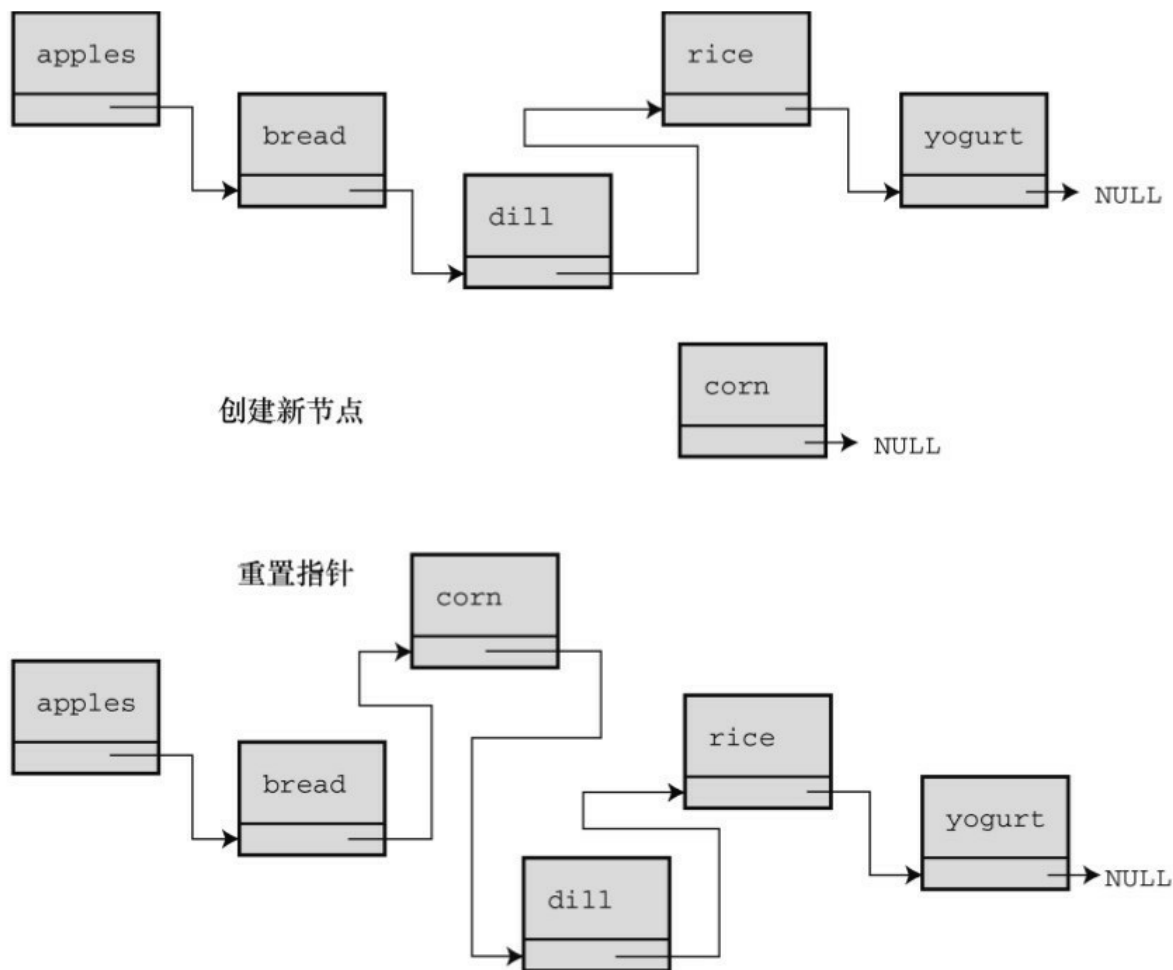 apples
bread
dill
rice
yogurt
NULL
创建新节点
corn
NULL
重置指针
apples
bread
corn
dill
rice
yogurt
NULL